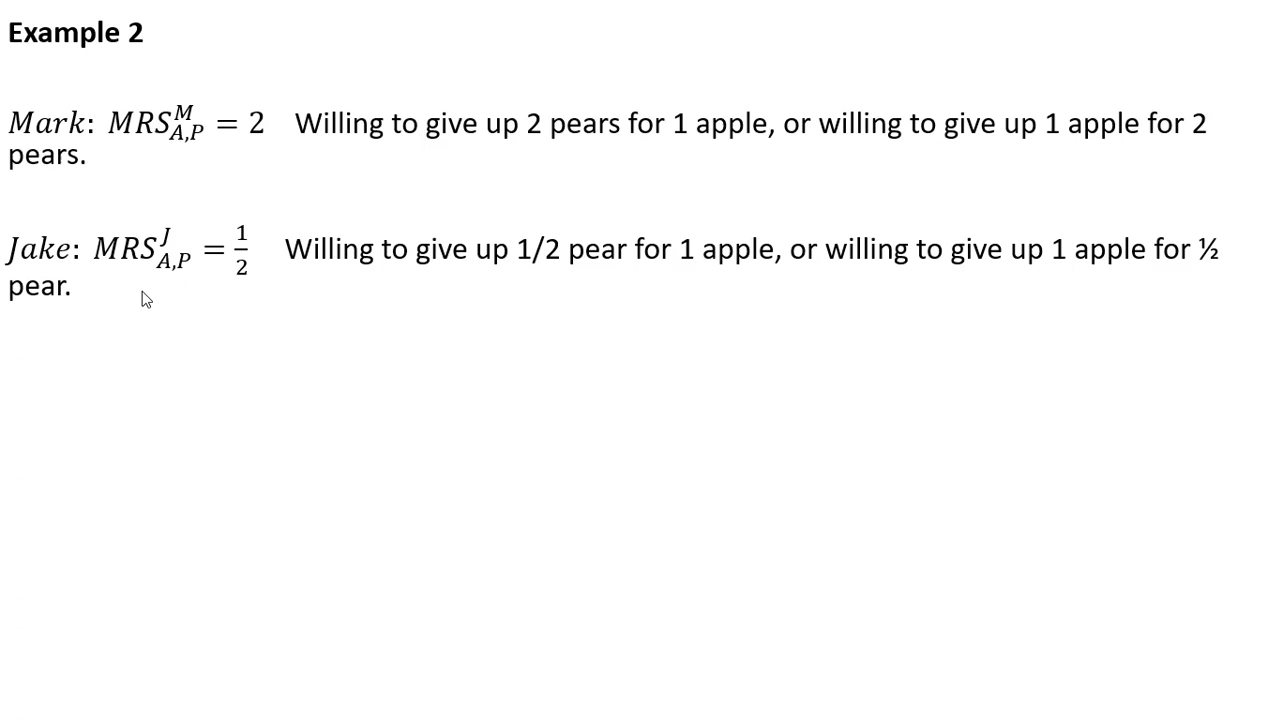 Example 2
Mark: MRS^M_{A,P} = 2 Willing to give up 2 pears for 1 apple, or willing to give up 1 apple for 2
pears.
Jake: MRS^J_{A,P} = 1/2 Willing to give up 1/2 pear for 1 apple, or willing to give up 1 apple for ½
pear.